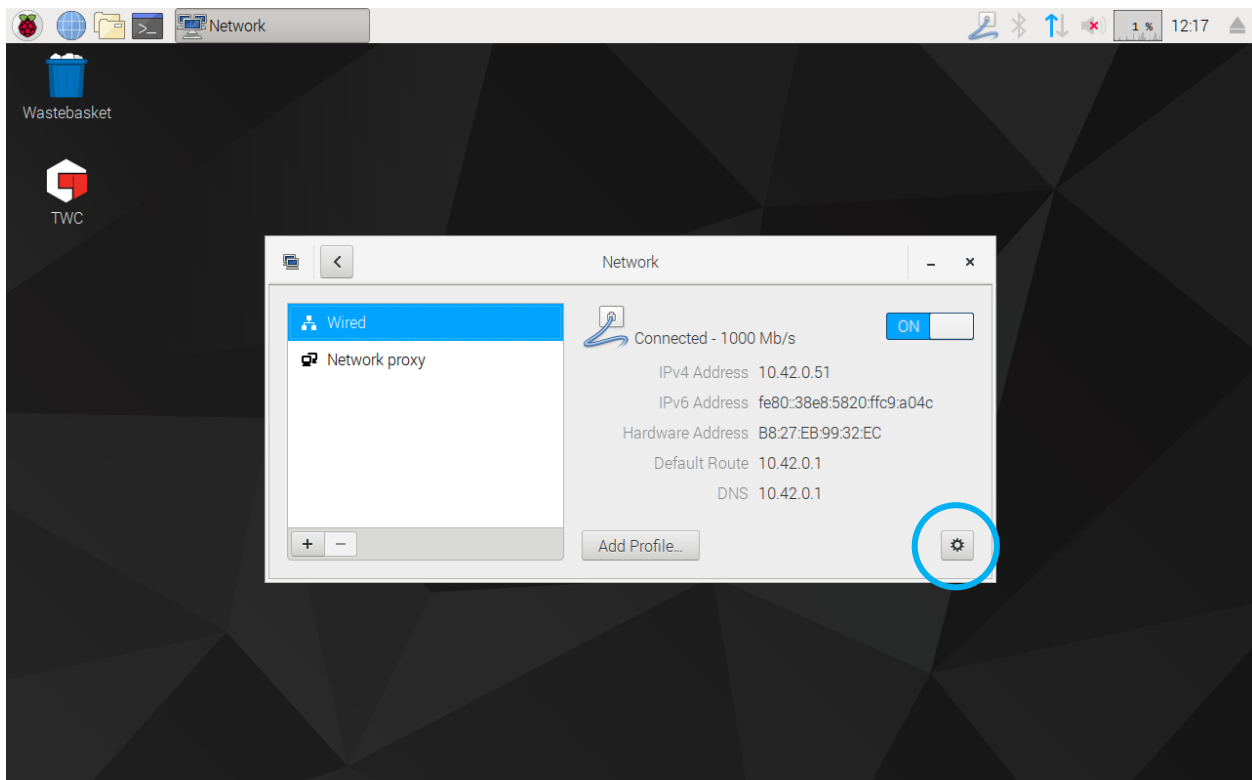 Network
1 %
12:17
Wastebasket
TWC
Network
Wired
Network proxy
Connected - 1000 Mb/s
ON
IPv4 Address 10.42.0.51
IPv6 Address fe80::38e8:5820:ffc9:a04c
Hardware Address B8:27:EB:99:32:EC
Default Route 10.42.0.1
DNS 10.42.0.1
Add Profile...